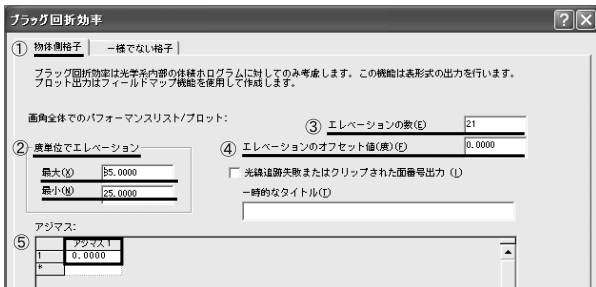 ブラッグ回折効率
① 物体側格子 一様でない格子
ブラッグ回折効率は光学系内部の体積ホログラムに対してのみ考慮します。この機能は表形式の出力を行います。
プロット出力はフィールドマップ機能を使用して作成します。
画角全体でのパフォーマンスリスト/プロット:
③ エレベーションの数(E) 21
② 度単位でエレベーション
④ エレベーションのオフセット値(度)(F) 0.0000
最大(X) 35.0000
光線追跡失敗またはクリップされた面番号出力 (L)
最小(N) 25.0000
一時的なタイトル(T)
アジマス:
⑤ アジマス 1
1 0.0000
*